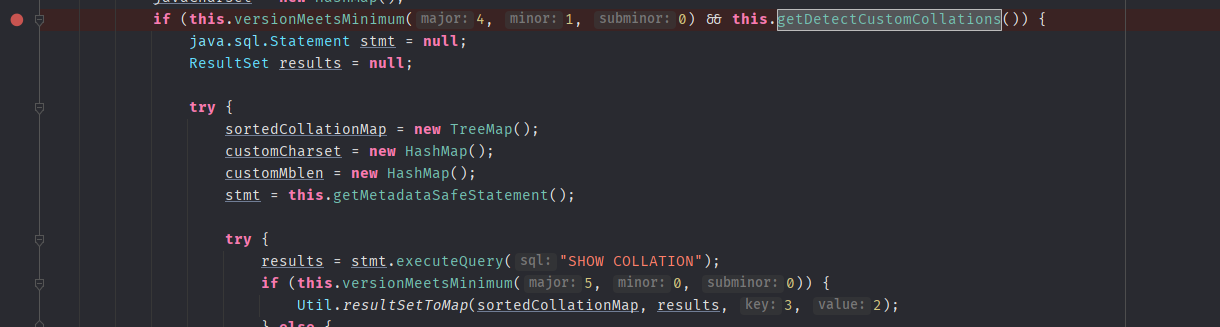 if (this.versionMeetsMinimum( major: 4, minor: 1, subminor: 0) && this.getDetectCustomCollations()) {
java.sql.Statement stmt = null;
ResultSet results = null;
try {
sortedCollationMap = new TreeMap();
customCharset = new HashMap();
customMblen = new HashMap();
stmt = this.getMetadataSafeStatement();
try {
results = stmt.executeQuery( sql: "SHOW COLLATION");
if (this.versionMeetsMinimum( major: 5, minor: 0, subminor: 0)) {
Util.resultSetToMap(sortedCollationMap, results, key: 3, value: 2);
} else {